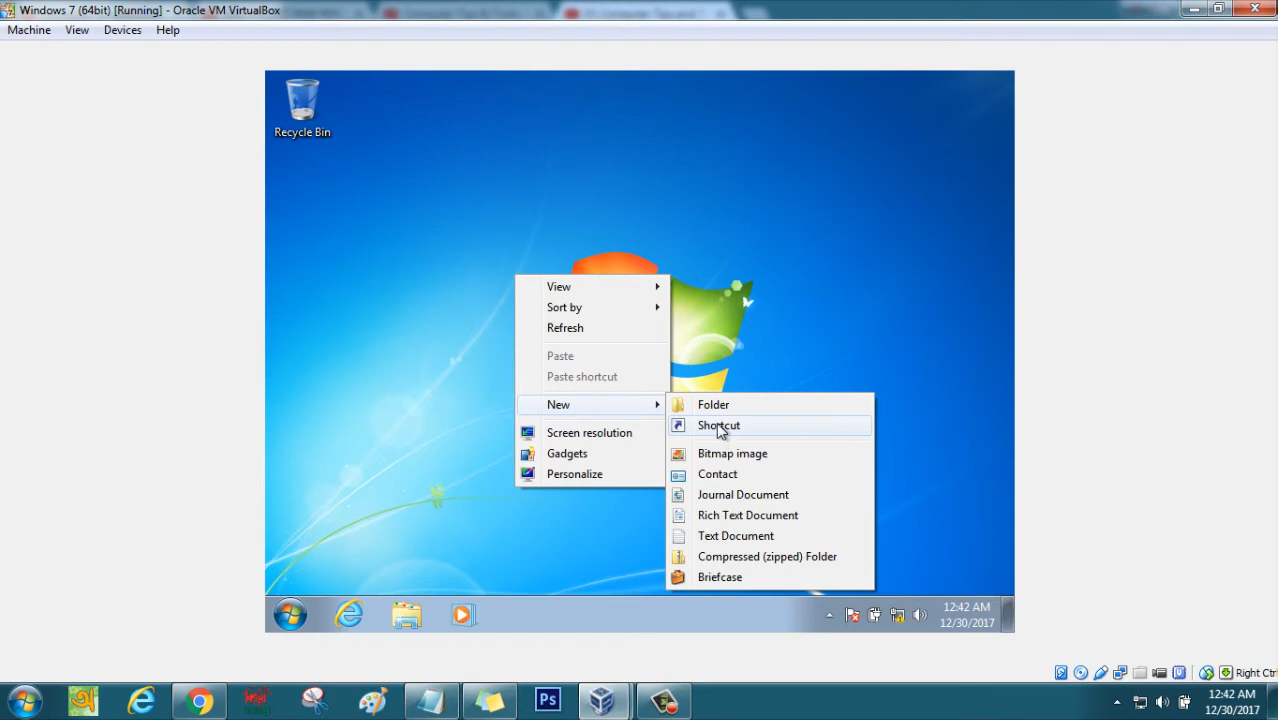 Windows 7 (64bit) [Running] - Oracle VM VirtualBox
Machine View Devices Help
Recycle Bin
View
Sort by
Refresh
Paste
Paste shortcut
New
Screen resolution
Gadgets
Personalize
Folder
Shortcut
Bitmap image
Contact
Journal Document
Rich Text Document
Text Document
Compressed (zipped) Folder
Briefcase
12:42 AM
12/30/2017
Right Ctrl
অ
Ps
12:42 AM
12/30/2017